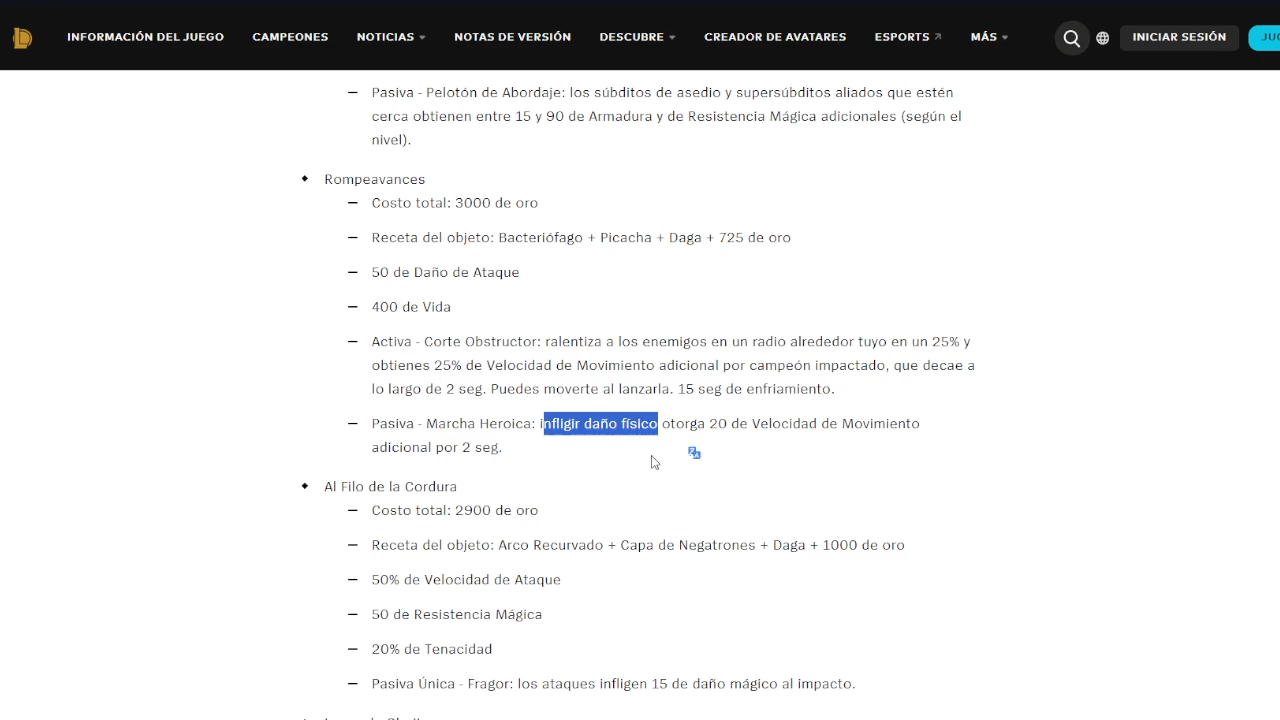 INFORMACIÓN DEL JUEGO CAMPEONES NOTICIAS NOTAS DE VERSIÓN DESCUBRE CREADOR DE AVATARES ESPORTS MÁS INICIAR SESIÓN
Pasiva - Pelotón de Abordaje: los súbditos de asedio y supersúbditos aliados que estén
cerca obtienen entre 15 y 90 de Armadura y de Resistencia Mágica adicionales (según el
nivel).
Rompeavances
Costo total: 3000 de oro
Receta del objeto: Bacteriófago + Picacha + Daga + 725 de oro
50 de Daño de Ataque
400 de Vida
Activa - Corte Obstructor: ralentiza a los enemigos en un radio alrededor tuyo en un 25% y
obtienes 25% de Velocidad de Movimiento adicional por campeón impactado, que decae a
lo largo de 2 seg. Puedes moverte al lanzarla. 15 seg de enfriamiento.
Pasiva - Marcha Heroica: infligir daño físico otorga 20 de Velocidad de Movimiento
adicional por 2 seg.
Al Filo de la Cordura
Costo total: 2900 de oro
Receta del objeto: Arco Recurvado + Capa de Negatrones + Daga + 1000 de oro
50% de Velocidad de Ataque
50 de Resistencia Mágica
20% de Tenacidad
Pasiva Única - Fragor: los ataques infligen 15 de daño mágico al impacto.